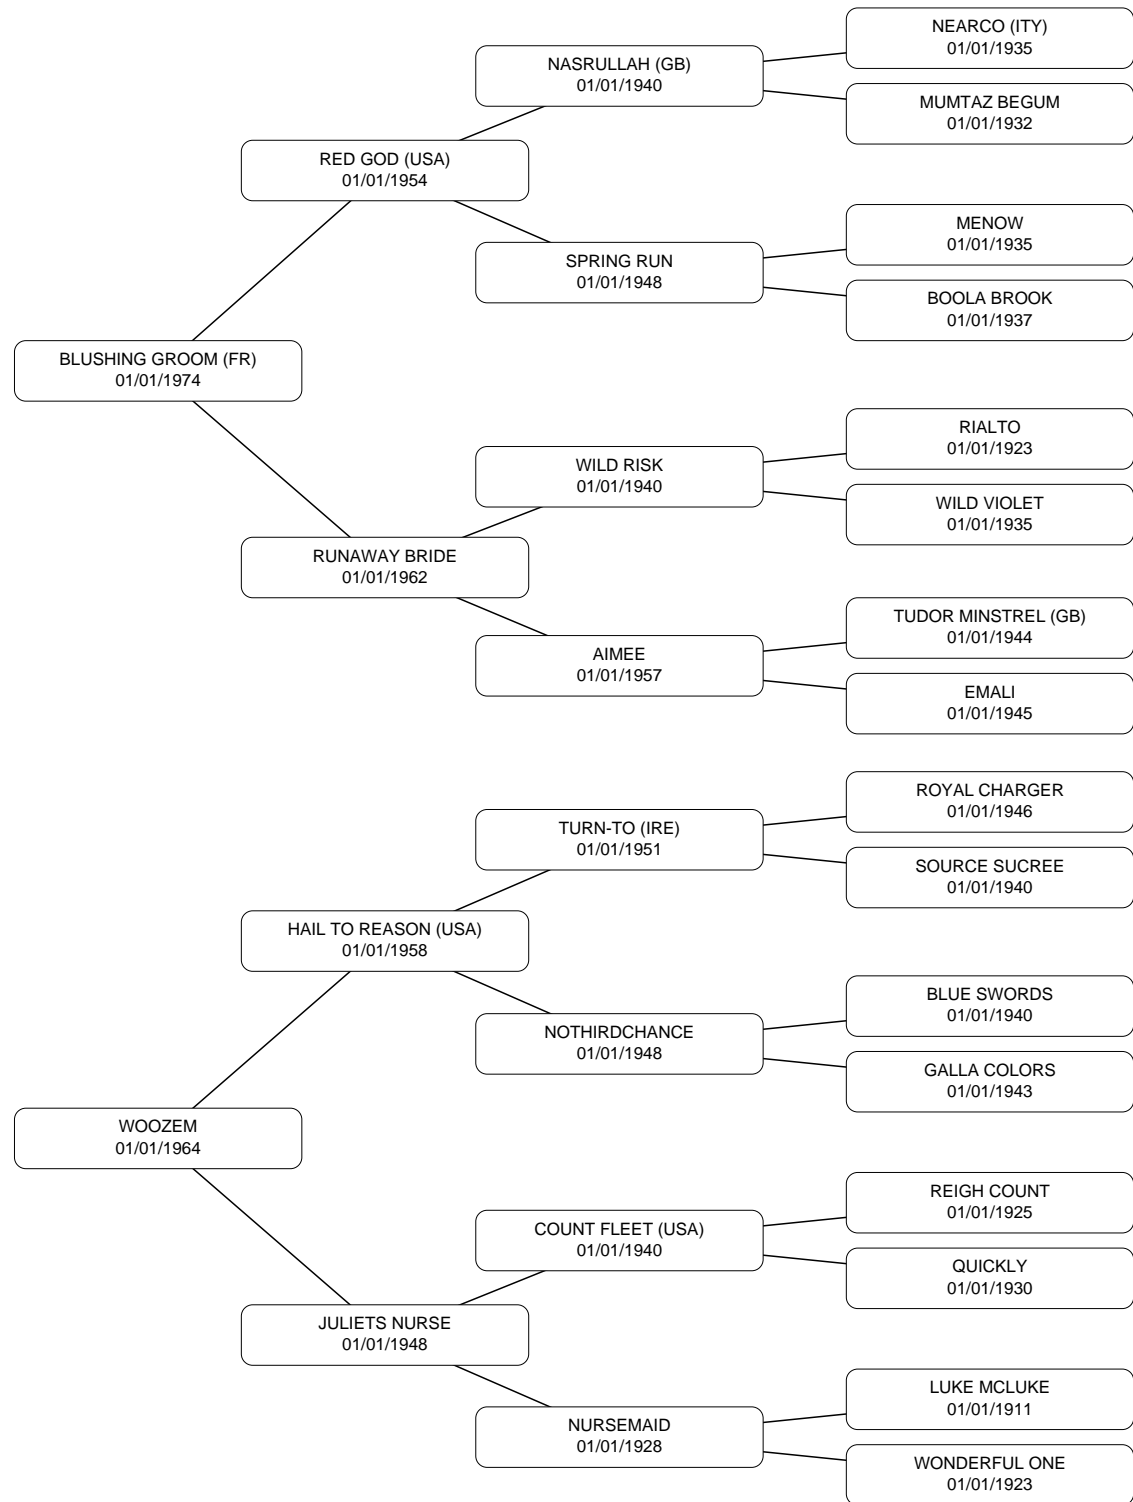 NEARCO (ITY)
01/01/1935
NASRULLAH (GB)
01/01/1940
MUMTAZ BEGUM
01/01/1932
RED GOD (USA)
01/01/1954
MENOW
01/01/1935
SPRING RUN
01/01/1948
BOOLA BROOK
01/01/1937
BLUSHING GROOM (FR)
01/01/1974
RIALTO
01/01/1923
WILD RISK
01/01/1940
WILD VIOLET
01/01/1935
RUNAWAY BRIDE
01/01/1962
TUDOR MINSTREL (GB)
01/01/1944
AIMEE
01/01/1957
EMALI
01/01/1945
ROYAL CHARGER
01/01/1946
TURN-TO (IRE)
01/01/1951
SOURCE SUCREE
01/01/1940
HAIL TO REASON (USA)
01/01/1958
BLUE SWORDS
01/01/1940
NOTHIRDCHANCE
01/01/1948
GALLA COLORS
01/01/1943
WOOZEM
01/01/1964
REIGH COUNT
01/01/1925
COUNT FLEET (USA)
01/01/1940
QUICKLY
01/01/1930
JULIETS NURSE
01/01/1948
LUKE MCLUKE
01/01/1911
NURSEMAID
01/01/1928
WONDERFUL ONE
01/01/1923